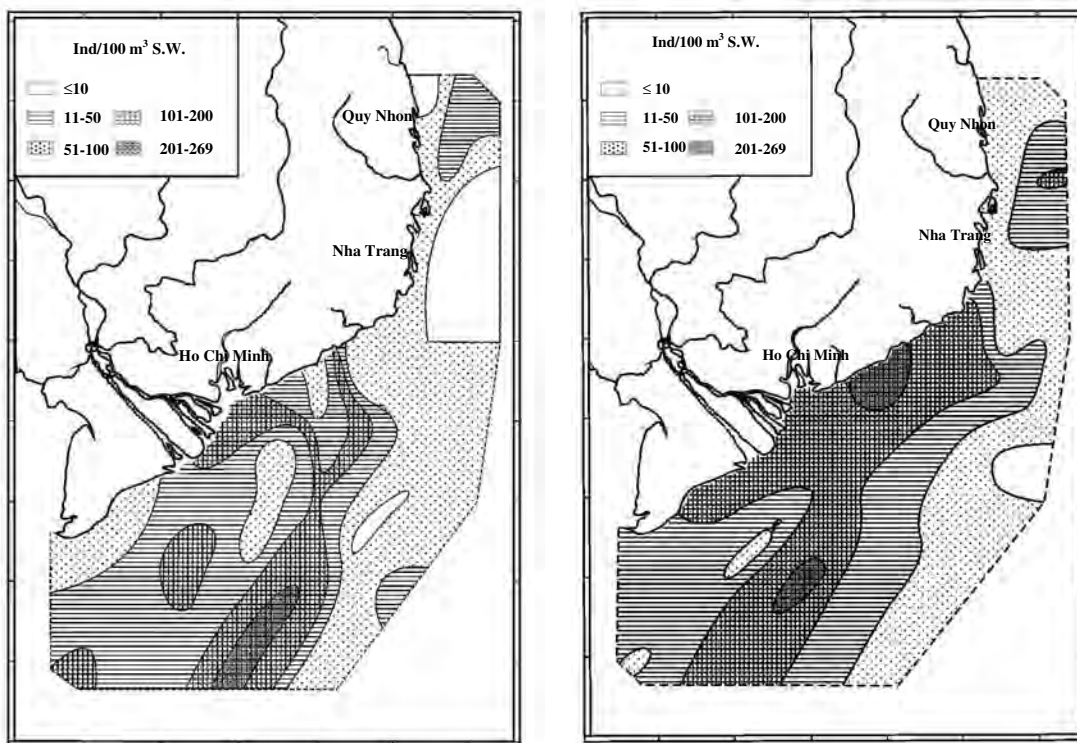 Ind/100 m³ S.W.
≤10
11-50 101-200
51-100 201-269
Quy Nhon
Nha Trang
Ho Chi Minh
Ind/100 m³ S.W.
≤ 10
11-50 101-200
51-100 201-269
Quy Nhon
Nha Trang
Ho Chi Minh